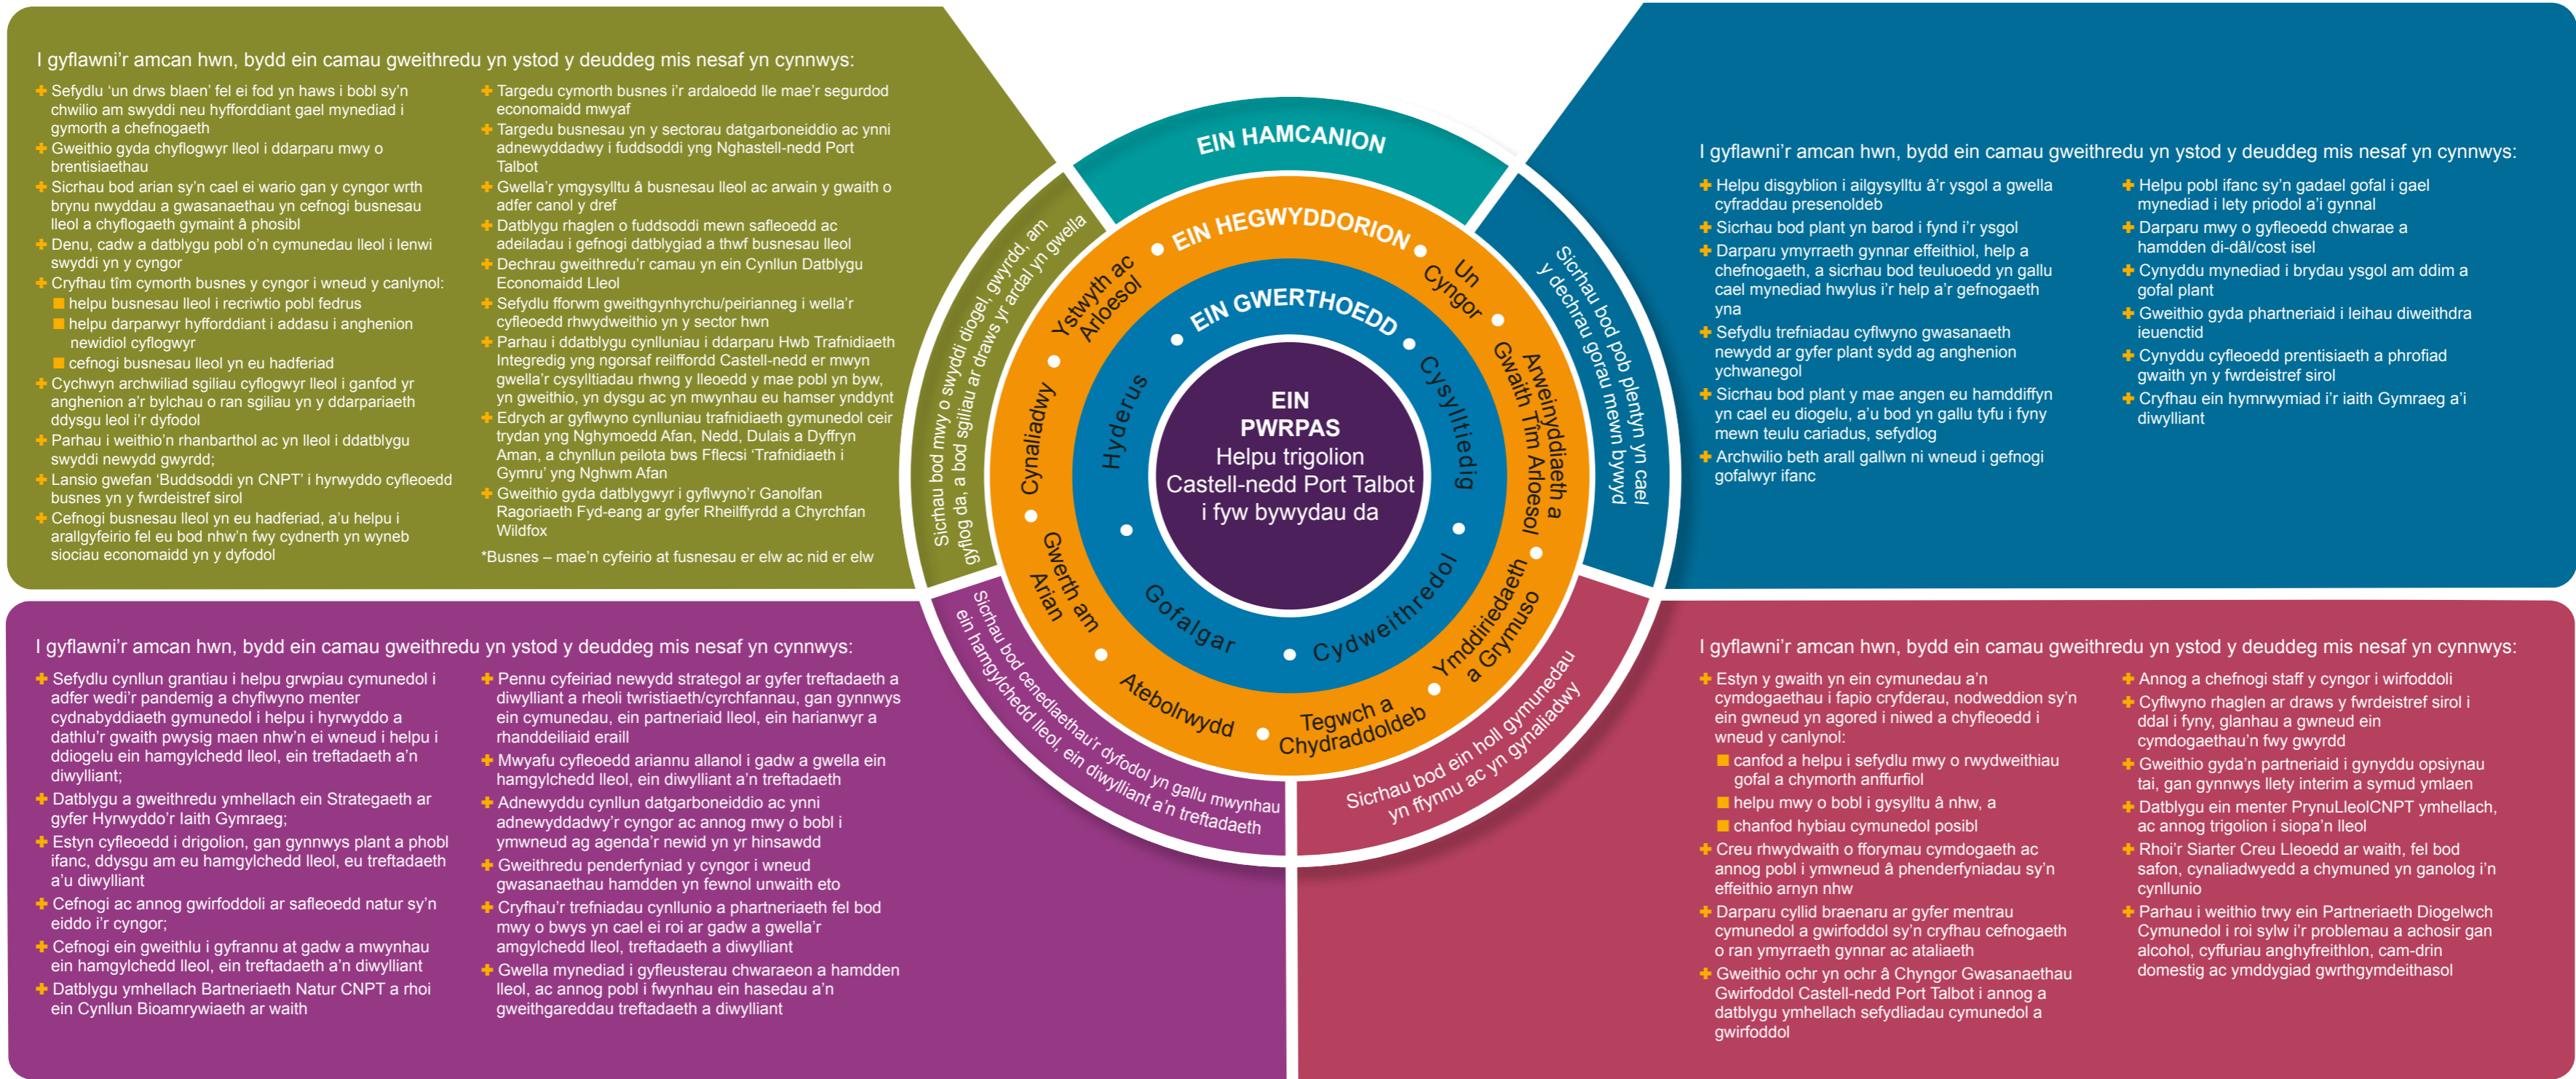 I gyflawni'r amcan hwn, bydd ein camau gweithredu yn ystod y deuddeg mis nesaf yn cynnwys:
Sefydlu 'un drws blaen' fel ei fod yn haws i bobl sy'n
chwilio am swyddi neu hyfforddiant gael mynediad i
gymorth a chefnogaeth
Gweithio gyda chyflogwyr lleol i ddarparu mwy o
brentisiaethau
Sicrhau bod arian sy'n cael ei wario gan y cyngor wrth
brynu nwyddau a gwasanaethau yn cefnogi busnesau
lleol a chyflogaeth gymaint â phosibl
Denu, cadw a datblygu pobl o'n cymunedau lleol i lenwi
swyddi yn y cyngor
Cryfhau tîm cymorth busnes y cyngor i wneud y canlynol:
helpu busnesau lleol i recriwtio pobl fedrus
helpu darparwyr hyfforddiant i addasu i anghenion
newidiol cyflogwyr
cefnogi busnesau lleol yn eu hadferiad
Cychwyn archwiliad sgiliau cyflogwyr lleol i ganfod yr
anghenion a'r bylchau o ran sgiliau yn y ddarpariaeth
ddysgu leol i'r dyfodol
Parhau i weithio'n rhanbarthol ac yn lleol i ddatblygu
swyddi newydd gwyrdd;
Lansio gwefan 'Buddsoddi yn CNPT' i hyrwyddo cyfleoedd
busnes yn y fwrdeistref sirol
Cefnogi busnesau lleol yn eu hadferiad, a'u helpu i
arallgyfeirio fel eu bod nhw'n fwy cydnerth yn wyneb
siociau economaidd yn y dyfodol
Targedu cymorth busnes i'r ardaloedd lle mae'r segurdod
economaidd mwyaf
Targedu busnesau yn y sectorau datgarboneiddio ac ynni
adnewyddadwy i fuddsoddi yng Nghastell-nedd Port
Talbot
Gwella'r ymgysylltu â busnesau lleol ac arwain y gwaith o
adfer canol y dref
Datblygu rhaglen o fuddsoddi mewn safleoedd ac
adeiladau i gefnogi datblygiad a thwf busnesau lleol
Dechrau gweithredu'r camau yn ein Cynllun Datblygu
Economaidd Lleol
Sefydlu fforwm gweithgynhyrchu/peirianneg i wella'r
cyfleoedd rhwydweithio yn y sector hwn
Parhau i ddatblygu cynlluniau i ddarparu Hwb Trafnidiaeth
Integredig yng ngorsaf reilffordd Castell-nedd er mwyn
gwella'r cysylltiadau rhwng y lleoedd y mae pobl yn byw,
yn gweithio, yn dysgu ac yn mwynhau eu hamser ynddynt
Edrych ar gyflwyno cynlluniau trafnidiaeth gymunedol ceir
trydan yng Nghymoedd Afan, Nedd, Dulais a Dyffryn
Aman, a chynllun peilota bws Fflecsi 'Trafnidiaeth i
Gymru' yng Nghwm Afan
Gweithio gyda datblygwyr i gyflwyno'r Ganolfan
Ragoriaeth Fyd-eang ar gyfer Rheilffyrdd a Chyrchfan
Wildfox
*Busnes – mae'n cyfeirio at fusnesau er elw ac nid er elw
EIN HAMCANION
Sicrhau bod mwy o swyddi diogel, gwyrdd, am
gyflog da, a bod sgiliau ar draws yr ardal yn gwella
Sicrhau bod pob plentyn yn cael
y dechrau gorau mewn bywyd
Sicrhau bod ein holl gymunedau
yn ffynnu ac yn gynaliadwy
Sicrhau bod cenedlaethau'r dyfodol yn gallu mwynhau
ein hamgylchedd lleol, ein diwylliant a'n treftadaeth
EIN HEGWYDDORION
Un
Cyngor
Arweinyddiaeth a
Gwaith Tîm Arloesol
Ymddiriedaeth
a Grymuso
Tegwch a
Chydraddoldeb
Atebolrwydd
Gwerth am
Arian
Cynaliadwy
Ystwyth ac
Arloesol
EIN GWERTHOEDD
Cysylltiedig
Cydweithredol
Gofalgar
Hyderus
EIN
PWRPAS
Helpu trigolion
Castell-nedd Port Talbot
i fyw bywydau da
I gyflawni'r amcan hwn, bydd ein camau gweithredu yn ystod y deuddeg mis nesaf yn cynnwys:
Helpu disgyblion i ailgysylltu â'r ysgol a gwella
cyfraddau presenoldeb
Sicrhau bod plant yn barod i fynd i'r ysgol
Darparu ymyrraeth gynnar effeithiol, help a
chefnogaeth, a sicrhau bod teuluoedd yn gallu
cael mynediad hwylus i'r help a'r gefnogaeth
yna
Sefydlu trefniadau cyflwyno gwasanaeth
newydd ar gyfer plant sydd ag anghenion
ychwanegol
Sicrhau bod plant y mae angen eu hamddiffyn
yn cael eu diogelu, a'u bod yn gallu tyfu i fyny
mewn teulu cariadus, sefydlog
Archwilio beth arall gallwn ni wneud i gefnogi
gofalwyr ifanc
Helpu pobl ifanc sy'n gadael gofal i gael
mynediad i lety priodol a'i gynnal
Darparu mwy o gyfleoedd chwarae a
hamdden di-dâl/cost isel
Cynyddu mynediad i brydau ysgol am ddim a
gofal plant
Gweithio gyda phartneriaid i leihau diweithdra
ieuenctid
Cynyddu cyfleoedd prentisiaeth a phrofiad
gwaith yn y fwrdeistref sirol
Cryfhau ein hymrwymiad i'r iaith Gymraeg a'i
diwylliant
I gyflawni'r amcan hwn, bydd ein camau gweithredu yn ystod y deuddeg mis nesaf yn cynnwys:
Sefydlu cynllun grantiau i helpu grwpiau cymunedol i
adfer wedi'r pandemig a chyflwyno menter
cydnabyddiaeth gymunedol i helpu i hyrwyddo a
dathlu'r gwaith pwysig maen nhw'n ei wneud i helpu i
ddiogelu ein hamgylchedd lleol, ein treftadaeth a'n
diwylliant;
Datblygu a gweithredu ymhellach ein Strategaeth ar
gyfer Hyrwyddo'r Iaith Gymraeg;
Estyn cyfleoedd i drigolion, gan gynnwys plant a phobl
ifanc, ddysgu am eu hamgylchedd lleol, eu treftadaeth
a'u diwylliant
Cefnogi ac annog gwirfoddoli ar safleoedd natur sy'n
eiddo i'r cyngor;
Cefnogi ein gweithlu i gyfrannu at gadw a mwynhau
ein hamgylchedd lleol, ein treftadaeth a'n diwylliant
Datblygu ymhellach Bartneriaeth Natur CNPT a rhoi
ein Cynllun Bioamrywiaeth ar waith
Pennu cyfeiriad newydd strategol ar gyfer treftadaeth a
diwylliant a rheoli twristiaeth/cyrchfannau, gan gynnwys
ein cymunedau, ein partneriaid lleol, ein harianwyr a
rhanddeiliaid eraill
Mwyafu cyfleoedd ariannu allanol i gadw a gwella ein
hamgylchedd lleol, ein diwylliant a'n treftadaeth
Adnewyddu cynllun datgarboneiddio ac ynni
adnewyddadwy'r cyngor ac annog mwy o bobl i
ymwneud ag agenda'r newid yn yr hinsawdd
Gweithredu penderfyniad y cyngor i wneud
gwasanaethau hamdden yn fewnol unwaith eto
Cryfhau'r trefniadau cynllunio a phartneriaeth fel bod
mwy o bwys yn cael ei roi ar gadw a gwella'r
amgylchedd lleol, treftadaeth a diwylliant
Gwella mynediad i gyfleusterau chwaraeon a hamdden
lleol, ac annog pobl i fwynhau ein hasedau a'n
gweithgareddau treftadaeth a diwylliant
I gyflawni'r amcan hwn, bydd ein camau gweithredu yn ystod y deuddeg mis nesaf yn cynnwys:
Estyn y gwaith yn ein cymunedau a'n
cymdogaethau i fapio cryfderau, nodweddion sy'n
ein gwneud yn agored i niwed a chyfleoedd i
wneud y canlynol:
canfod a helpu i sefydlu mwy o rwydweithiau
gofal a chymorth anffurfiol
helpu mwy o bobl i gysylltu â nhw, a
chanfod hybiau cymunedol posibl
Creu rhwydwaith o fforymau cymdogaeth ac
annog pobl i ymwneud â phenderfyniadau sy'n
effeithio arnyn nhw
Darparu cyllid braenaru ar gyfer mentrau
cymunedol a gwirfoddol sy'n cryfhau cefnogaeth
o ran ymyrraeth gynnar ac ataliaeth
Gweithio ochr yn ochr â Chyngor Gwasanaethau
Gwirfoddol Castell-nedd Port Talbot i annog a
datblygu ymhellach sefydliadau cymunedol a
gwirfoddol
Annog a chefnogi staff y cyngor i wirfoddoli
Cyflwyno rhaglen ar draws y fwrdeistref sirol i
ddal i fyny, glanhau a gwneud ein
cymdogaethau'n fwy gwyrdd
Gweithio gyda'n partneriaid i gynyddu opsiynau
tai, gan gynnwys llety interim a symud ymlaen
Datblygu ein menter PrynuLleolCNPT ymhellach,
ac annog trigolion i siopa'n lleol
Rhoi'r Siarter Creu Lleoedd ar waith, fel bod
safon, cynaliadwyedd a chymuned yn ganolog i'n
cynllunio
Parhau i weithio trwy ein Partneriaeth Diogelwch
Cymunedol i roi sylw i'r problemau a achosir gan
alcohol, cyffuriau anghyfreithlon, cam-drin
domestig ac ymddygiad gwrthgymdeithasol